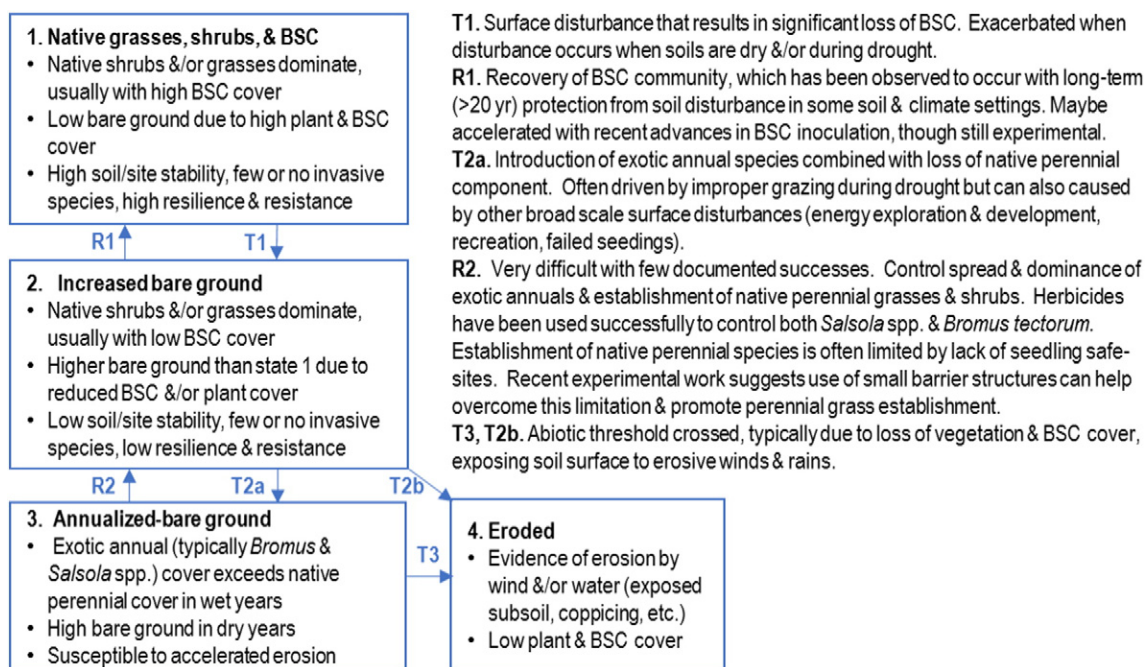 1. Native grasses, shrubs, & BSC
• Native shrubs &/or grasses dominate,
usually with high BSC cover
• Low bare ground due to high plant & BSC
cover
• High soil/site stability, few or no invasive
species, high resilience & resistance
R1
T1
2. Increased bare ground
• Native shrubs &/or grasses dominate,
usually with low BSC cover
• Higher bare ground than state 1 due to
reduced BSC &/or plant cover
• Low soil/site stability, few or no invasive
species, low resilience & resistance
R2
T2a
T2b
3. Annualized-bare ground
• Exotic annual (typically Bromus &
Salsola spp.) cover exceeds native
perennial cover in wet years
• High bare ground in dry years
• Susceptible to accelerated erosion
T3
4. Eroded
• Evidence of erosion by
wind &/or water (exposed
subsoil, coppicing, etc.)
• Low plant & BSC cover
T1. Surface disturbance that results in significant loss of BSC. Exacerbated when
disturbance occurs when soils are dry &/or during drought.
R1. Recovery of BSC community, which has been observed to occur with long-term
(>20 yr) protection from soil disturbance in some soil & climate settings. Maybe
accelerated with recent advances in BSC inoculation, though still experimental.
T2a. Introduction of exotic annual species combined with loss of native perennial
component. Often driven by improper grazing during drought but can also caused
by other broad scale surface disturbances (energy exploration & development,
recreation, failed seedings).
R2. Very difficult with few documented successes. Control spread & dominance of
exotic annuals & establishment of native perennial grasses & shrubs. Herbicides
have been used successfully to control both Salsola spp. & Bromus tectorum.
Establishment of native perennial species is often limited by lack of seedling safe-
sites. Recent experimental work suggests use of small barrier structures can help
overcome this limitation & promote perennial grass establishment.
T3, T2b. Abiotic threshold crossed, typically due to loss of vegetation & BSC cover,
exposing soil surface to erosive winds & rains.